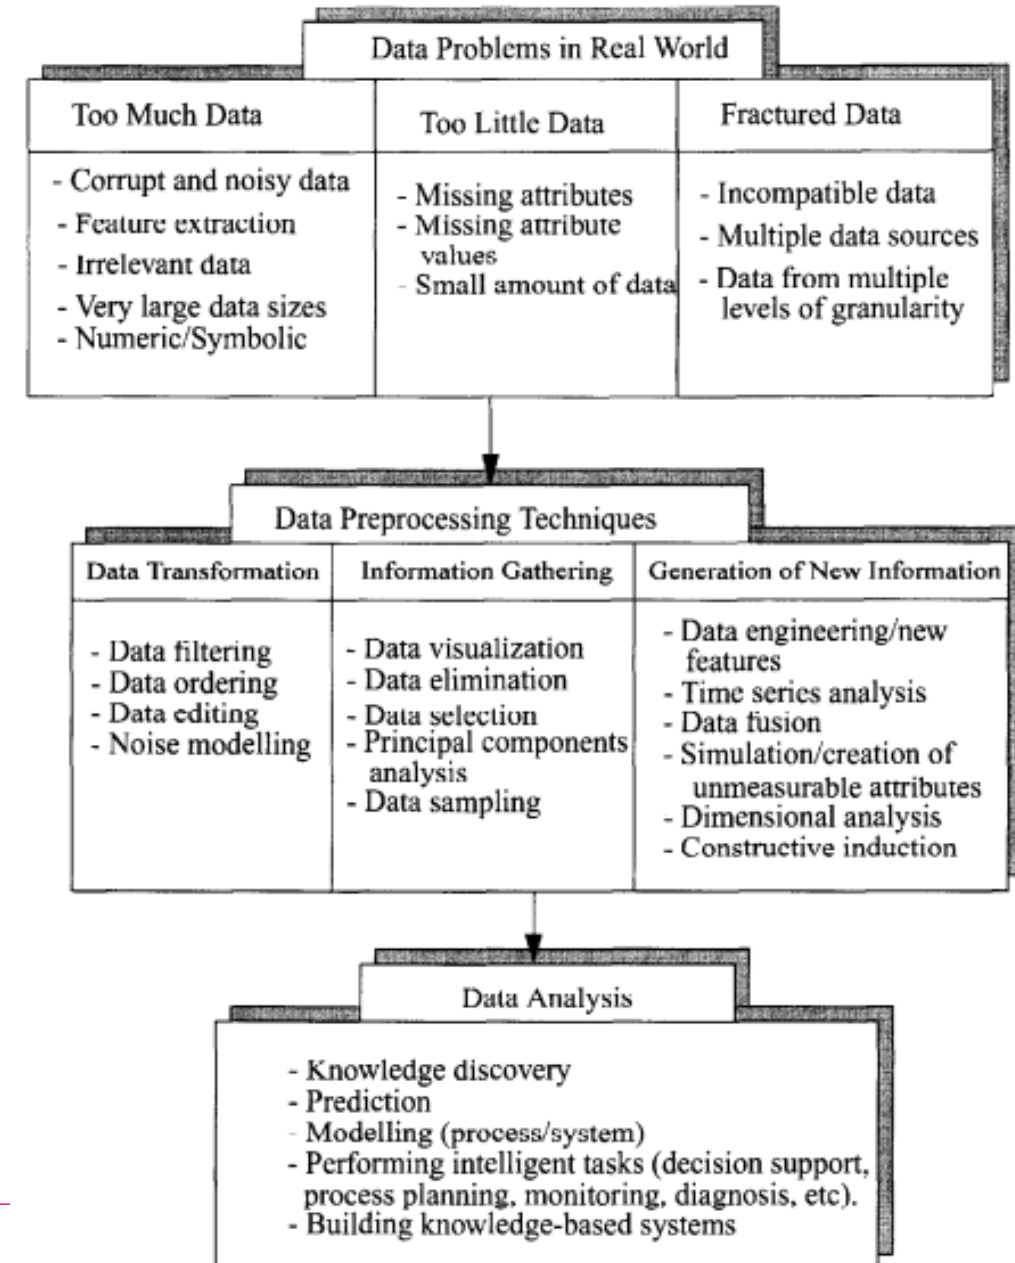 Data Problems in Real World
Too Much Data
- Corrupt and noisy data
- Feature extraction
- Irrelevant data
- Very large data sizes
- Numeric/Symbolic
Too Little Data
- Missing attributes
- Missing attribute
values
- Small amount of data
Fractured Data
- Incompatible data
- Multiple data sources
- Data from multiple
levels of granularity
Data Preprocessing Techniques
Data Transformation
- Data filtering
- Data ordering
- Data editing
- Noise modelling
Information Gathering
- Data visualization
- Data elimination
- Data selection
- Principal components
analysis
- Data sampling
Generation of New Information
- Data engineering/new
features
- Time series analysis
- Data fusion
- Simulation/creation of
unmeasurable attributes
- Dimensional analysis
- Constructive induction
Data Analysis
- Knowledge discovery
- Prediction
- Modelling (process/system)
- Performing intelligent tasks (decision support,
process planning, monitoring, diagnosis, etc).
- Building knowledge-based systems